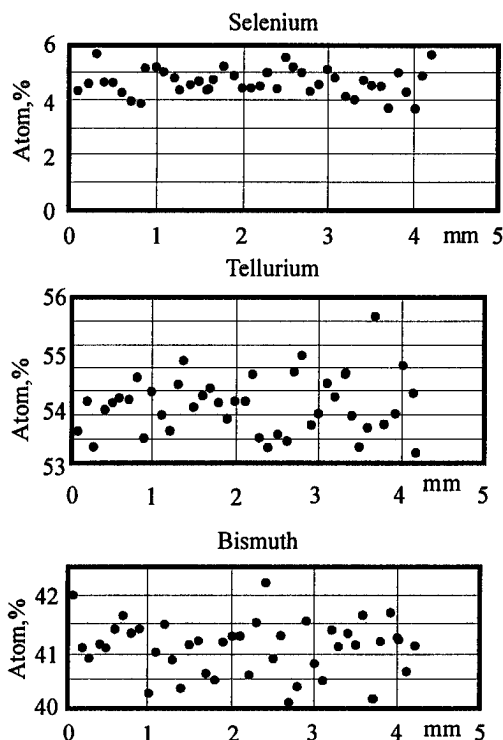 Selenium
Atom,%
6
4
2
0
0 1 2 3 4 mm 5
Tellurium
Atom,%
56
55
54
53
0 1 2 3 4 mm 5
Bismuth
Atom,%
42
41
40
0 1 2 3 4 mm 5